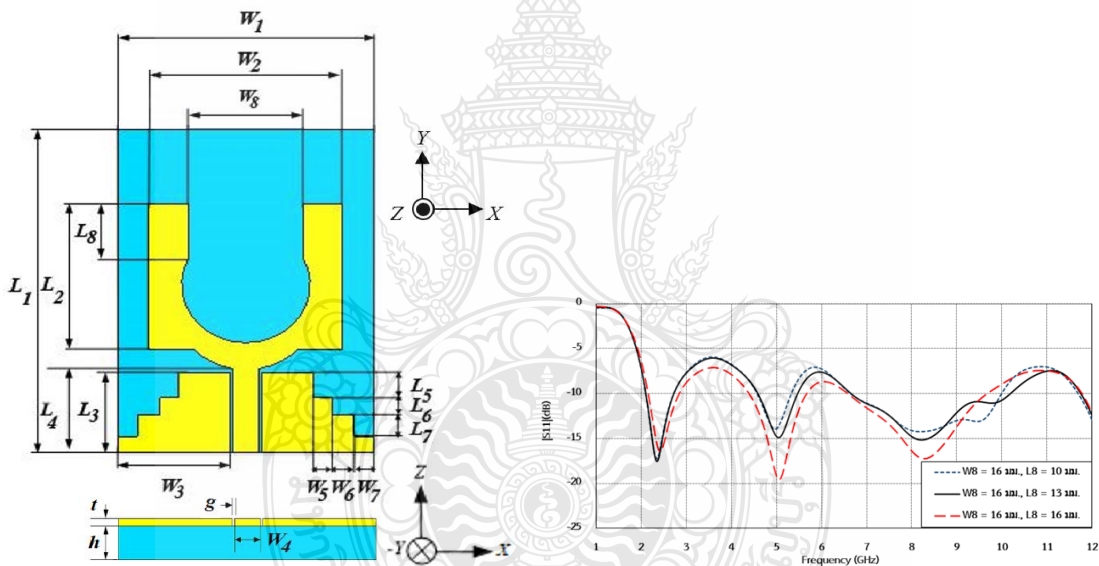 W1
W2
W8
L8
L1
L2
L4
L3
L5
L6
L7
W3
W5
W6
W7
g
t
h
W4
Y
Z
X
Z
-Y
X
0
-5
-10
-15
-20
-25
|S11|(dB)
1 2 3 4 5 6 7 8 9 10 11 12
Frequency (GHz)
W8 = 16 มม., L8 = 10 มม.
W8 = 16 มม., L8 = 13 มม.
W8 = 16 มม., L8 = 16 มม.